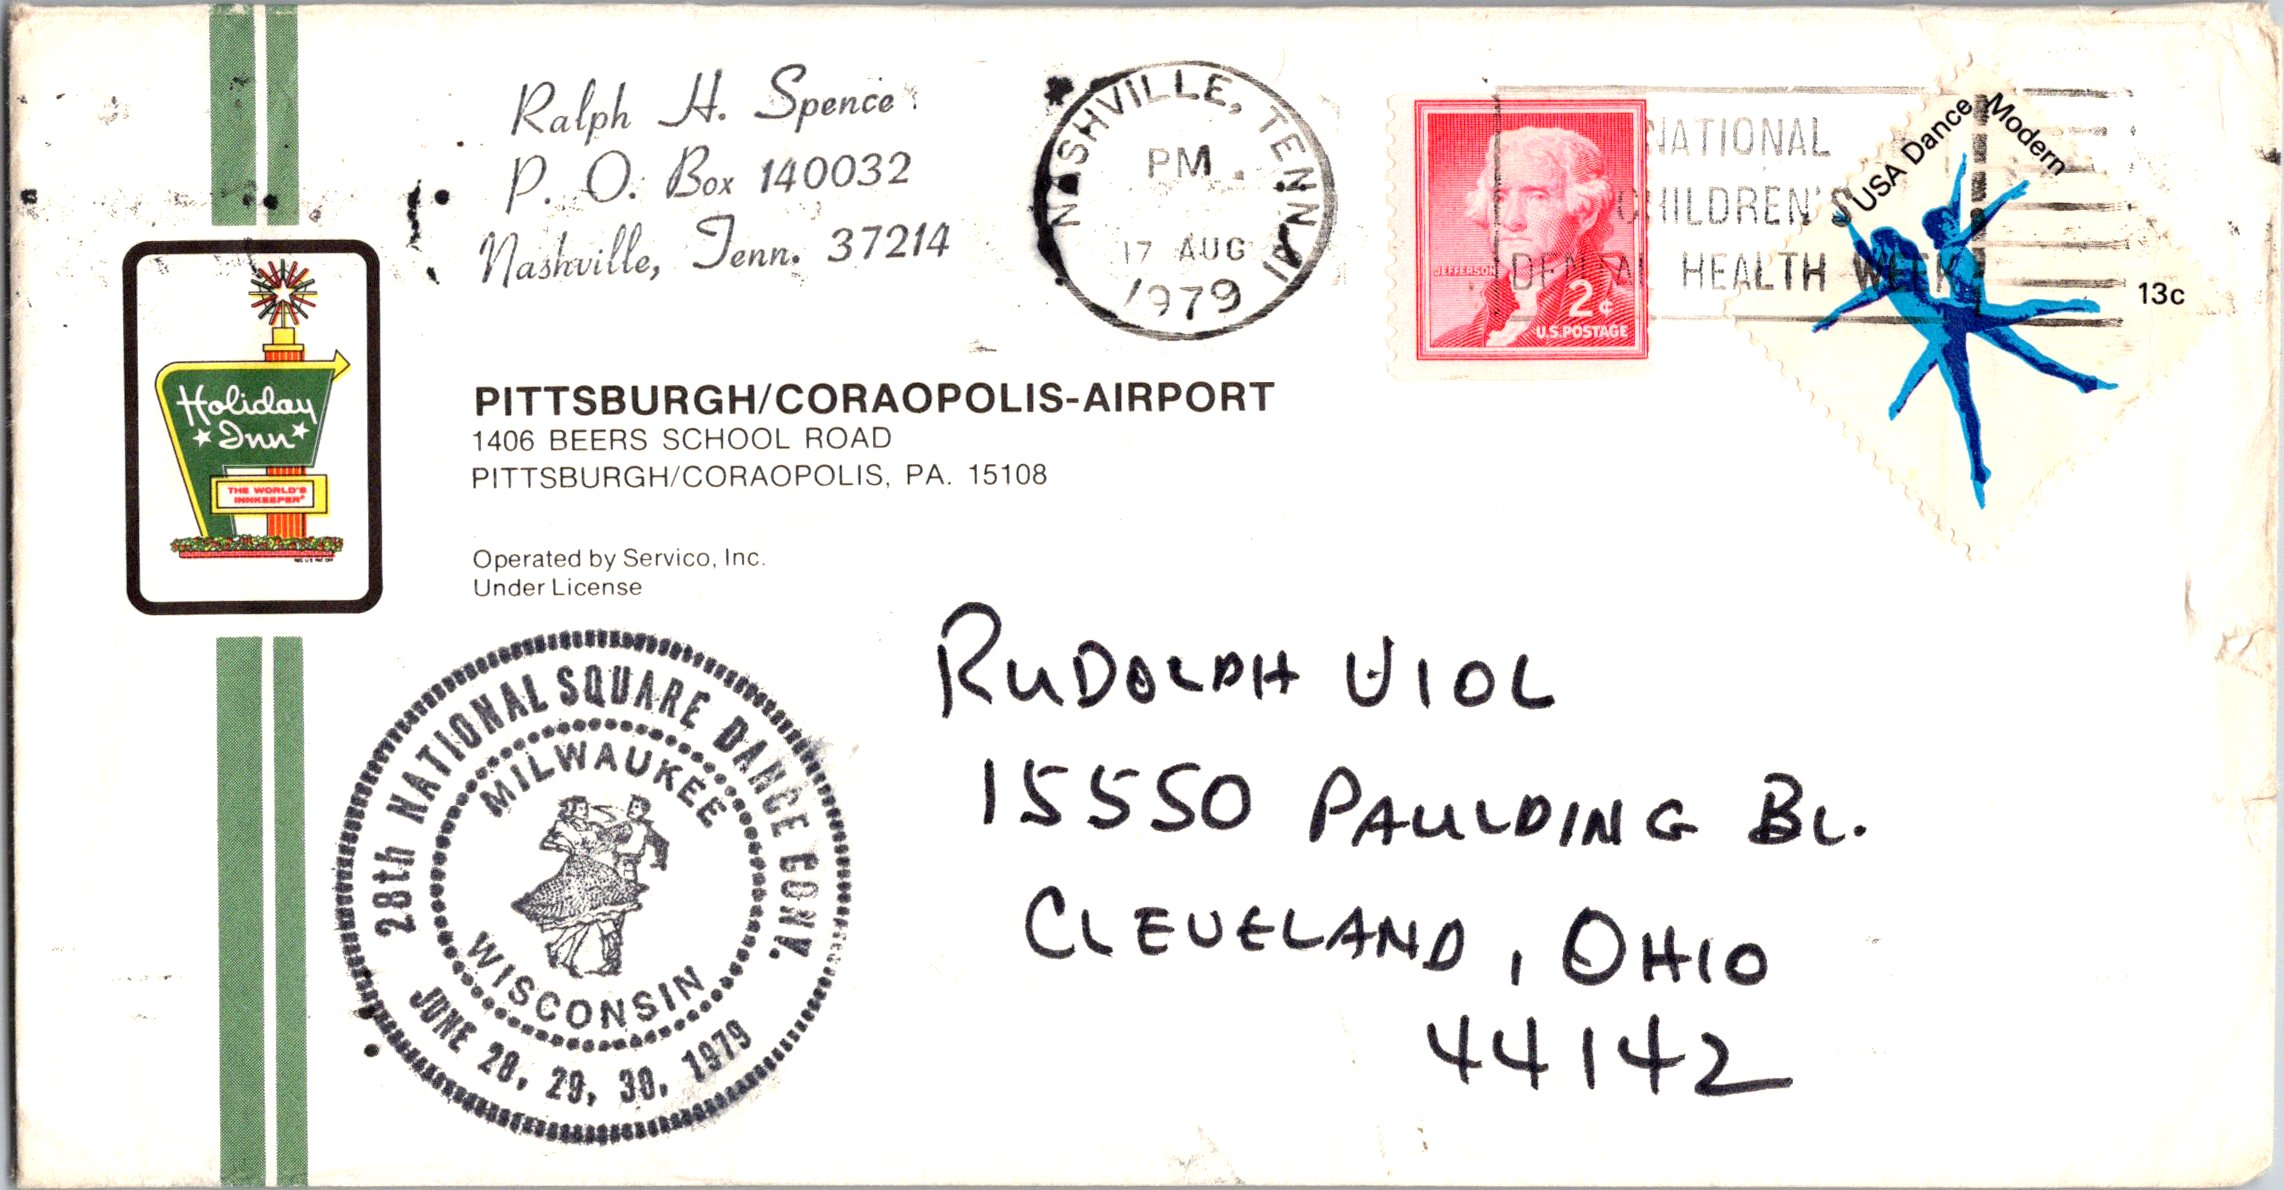 Ralph H. Spence
P. O. Box 140032
Nashville, Tenn. 37214
NASHVILLE, TENN.
PM
17 AUG
1979
NATIONAL
CHILDREN'S
DENTAL HEALTH WEEK
JEFFERSON
2¢
U.S. POSTAGE
USA Dance Modern
13c
Holiday
Inn
THE WORLD'S
INNKEEPER®
PITTSBURGH/CORAOPOLIS-AIRPORT
1406 BEERS SCHOOL ROAD
PITTSBURGH/CORAOPOLIS, PA. 15108
Operated by Servico, Inc.
Under License
28th NATIONAL SQUARE DANCE CONV.
MILWAUKEE
WISCONSIN
JUNE 28, 29, 30, 1979
RUDOLPH VIOL
15550 PAULDING BL.
CLEVELAND, OHIO
44142